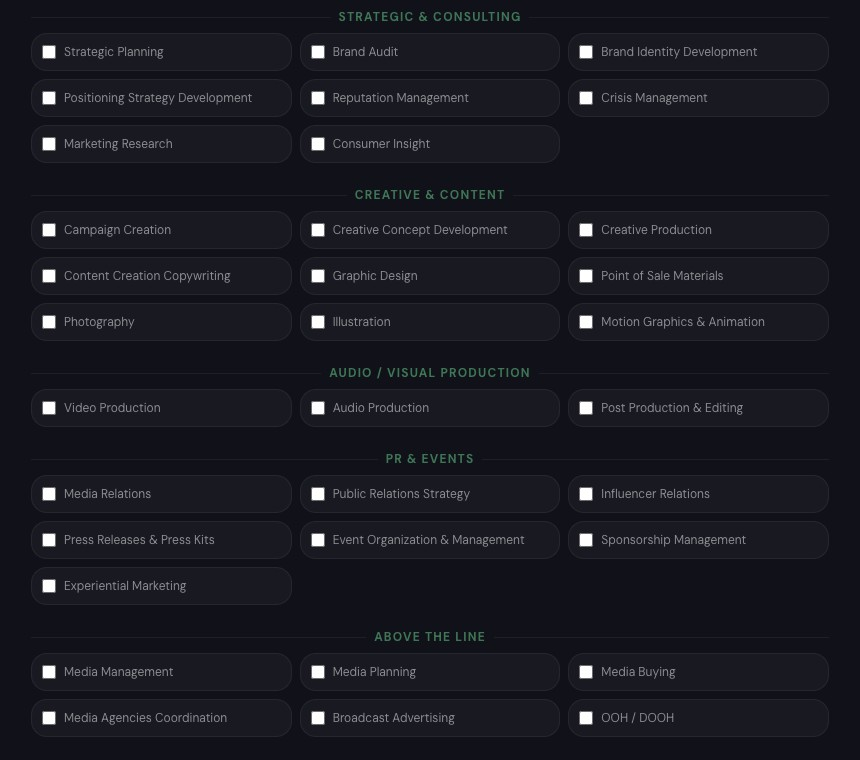 STRATEGIC & CONSULTING
Strategic Planning
Brand Audit
Brand Identity Development
Positioning Strategy Development
Reputation Management
Crisis Management
Marketing Research
Consumer Insight
CREATIVE & CONTENT
Campaign Creation
Creative Concept Development
Creative Production
Content Creation Copywriting
Graphic Design
Point of Sale Materials
Photography
Illustration
Motion Graphics & Animation
AUDIO / VISUAL PRODUCTION
Video Production
Audio Production
Post Production & Editing
PR & EVENTS
Media Relations
Public Relations Strategy
Influencer Relations
Press Releases & Press Kits
Event Organization & Management
Sponsorship Management
Experiential Marketing
ABOVE THE LINE
Media Management
Media Planning
Media Buying
Media Agencies Coordination
Broadcast Advertising
OOH / DOOH